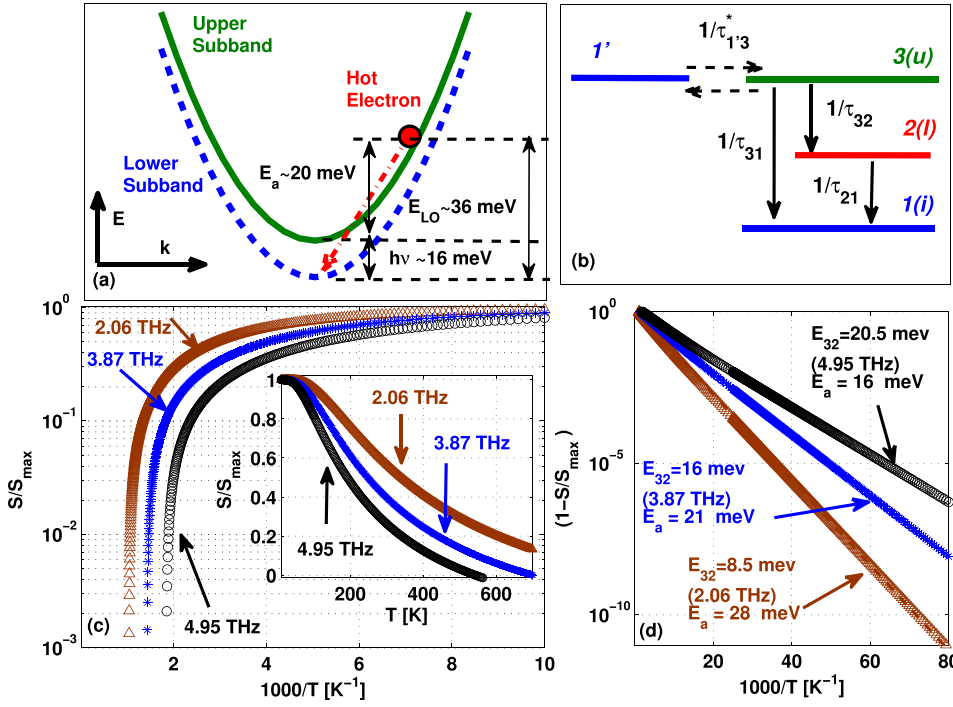 Upper
Subband
Hot
Electron
Lower
Subband
E_a~20 meV
E_LO~36 meV
hν ~16 meV
E
k
(a)
1/τ*_1'3
1'
3(u)
1/τ_32
1/τ_31
2(l)
1/τ_21
1(i)
(b)
10^0
10^-1
10^-2
10^-3
S/S_max
2.06 THz
3.87 THz
4.95 THz
(c)
2
4
6
8
10
1000/T [K^-1]
1
0.8
0.6
0.4
0.2
0
S/S_max
2.06 THz
3.87 THz
4.95 THz
200
400
600
T [K]
10^0
10^-5
10^-10
(1-S/S_max)
E_32=20.5 mev
(4.95 THz)
E_a = 16 meV
E_32=16 mev
(3.87 THz)
E_a = 21 meV
E_32=8.5 mev
(2.06 THz)
E_a = 28 meV
(d)
20
40
60
80
1000/T [K^-1]